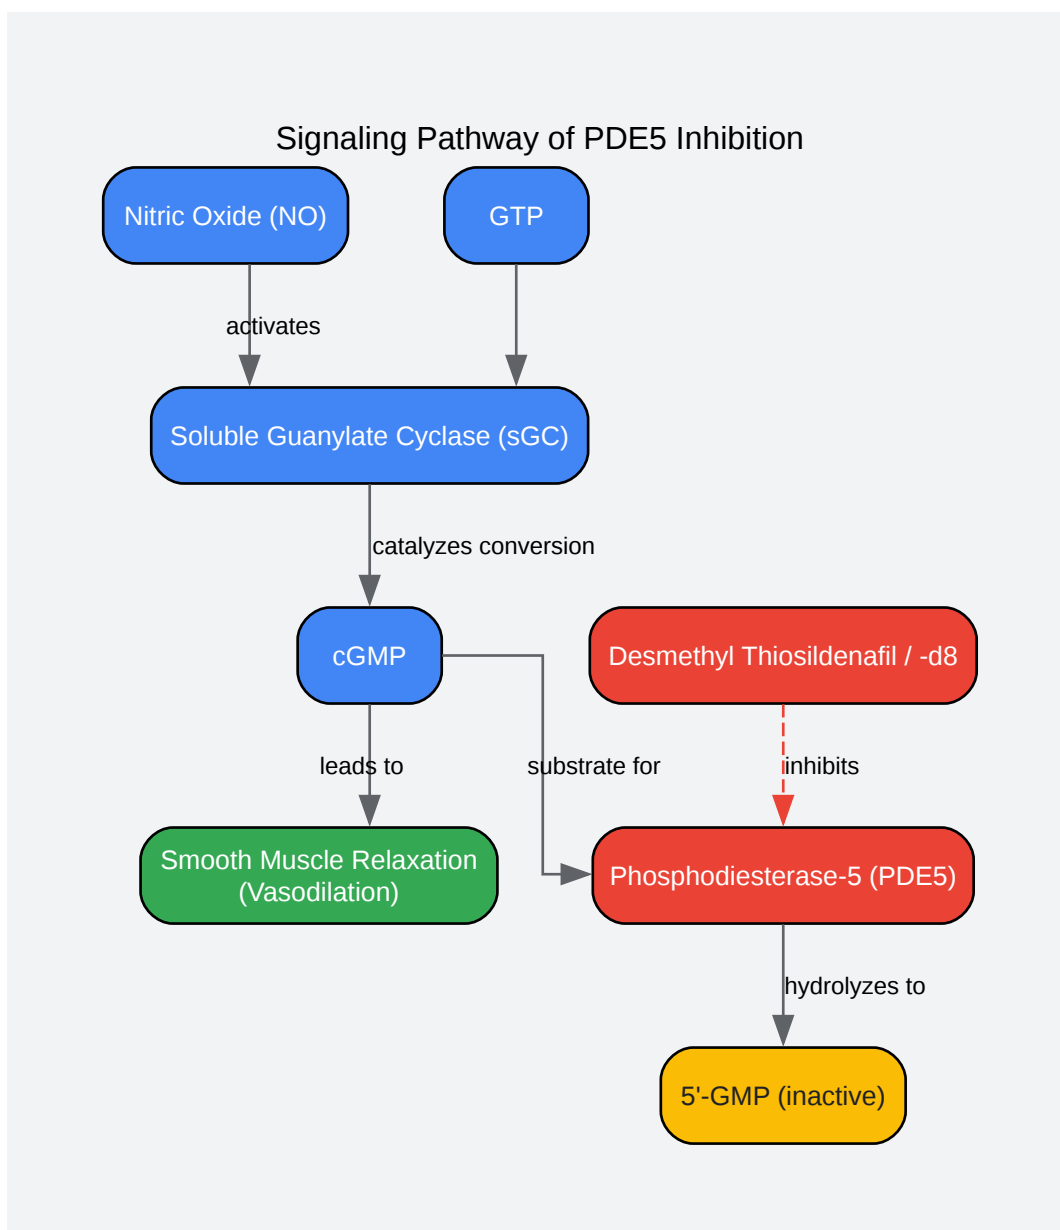 Signaling Pathway of PDE5 Inhibition
Nitric Oxide (NO)
GTP
activates
Soluble Guanylate Cyclase (sGC)
catalyzes conversion
cGMP
Desmethyl Thiosildenafil / -d8
leads to
substrate for
inhibits
Smooth Muscle Relaxation
(Vasodilation)
Phosphodiesterase-5 (PDE5)
hydrolyzes to
5'-GMP (inactive)